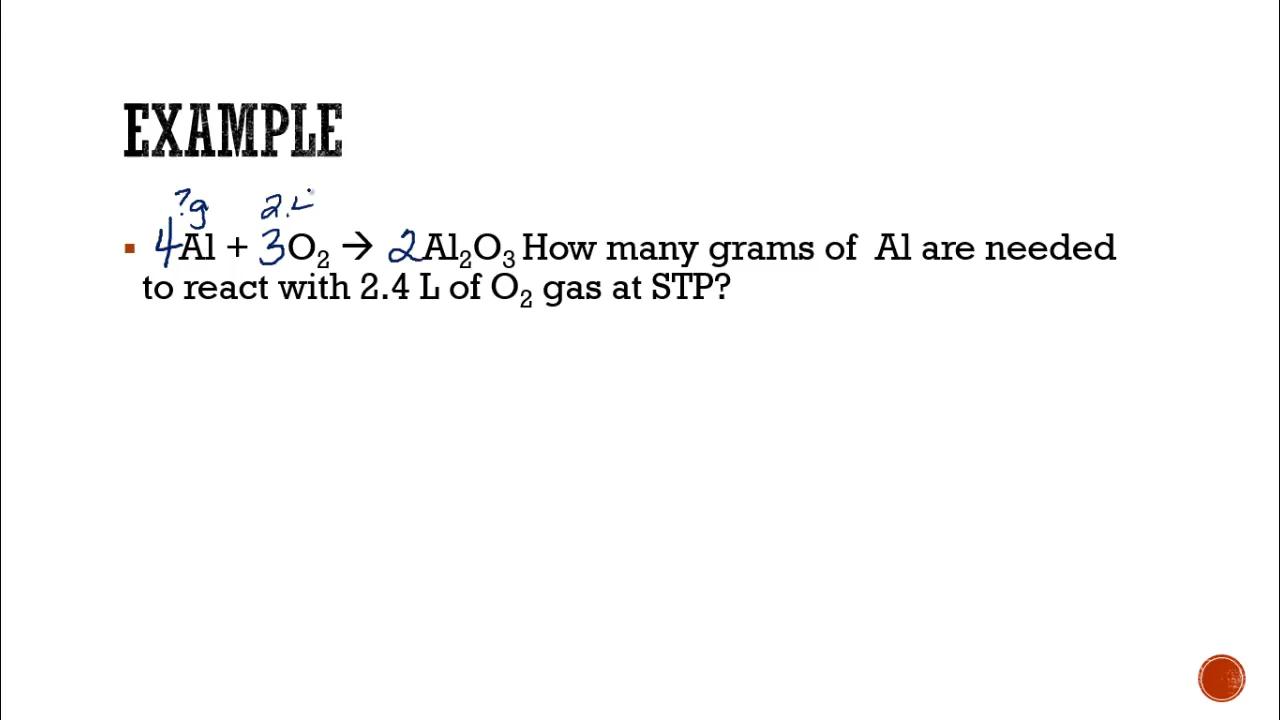 EXAMPLE
?g 2.4
4Al + 3O₂ → 2Al₂O₃ How many grams of Al are needed
to react with 2.4 L of O₂ gas at STP?